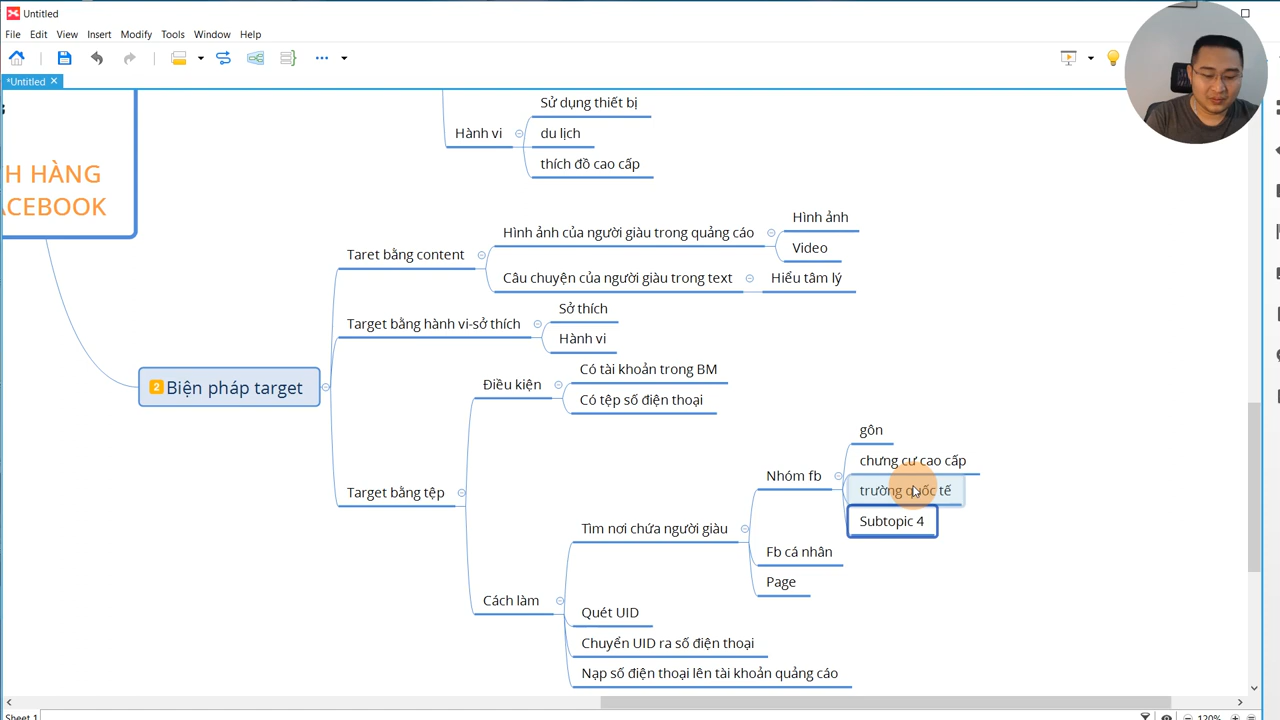 Untitled
File Edit View Insert Modify Tools Window Help
*Untitled
H HÀNG
ACEBOOK
Sử dụng thiết bị
Hành vi
du lịch
thích đồ cao cấp
Hình ảnh
Hình ảnh của người giàu trong quảng cáo
Video
Taret bằng content
Câu chuyện của người giàu trong text
Hiểu tâm lý
Sở thích
Target bằng hành vi-sở thích
Hành vi
2 Biện pháp target
Có tài khoản trong BM
Điều kiện
Có tệp số điện thoại
Target bằng tệp
gôn
chưng cư cao cấp
Nhóm fb
trường quốc tế
Subtopic 4
Tìm nơi chứa người giàu
Fb cá nhân
Page
Cách làm
Quét UID
Chuyển UID ra số điện thoại
Nạp số điện thoại lên tài khoản quảng cáo
Sheet 1
120%